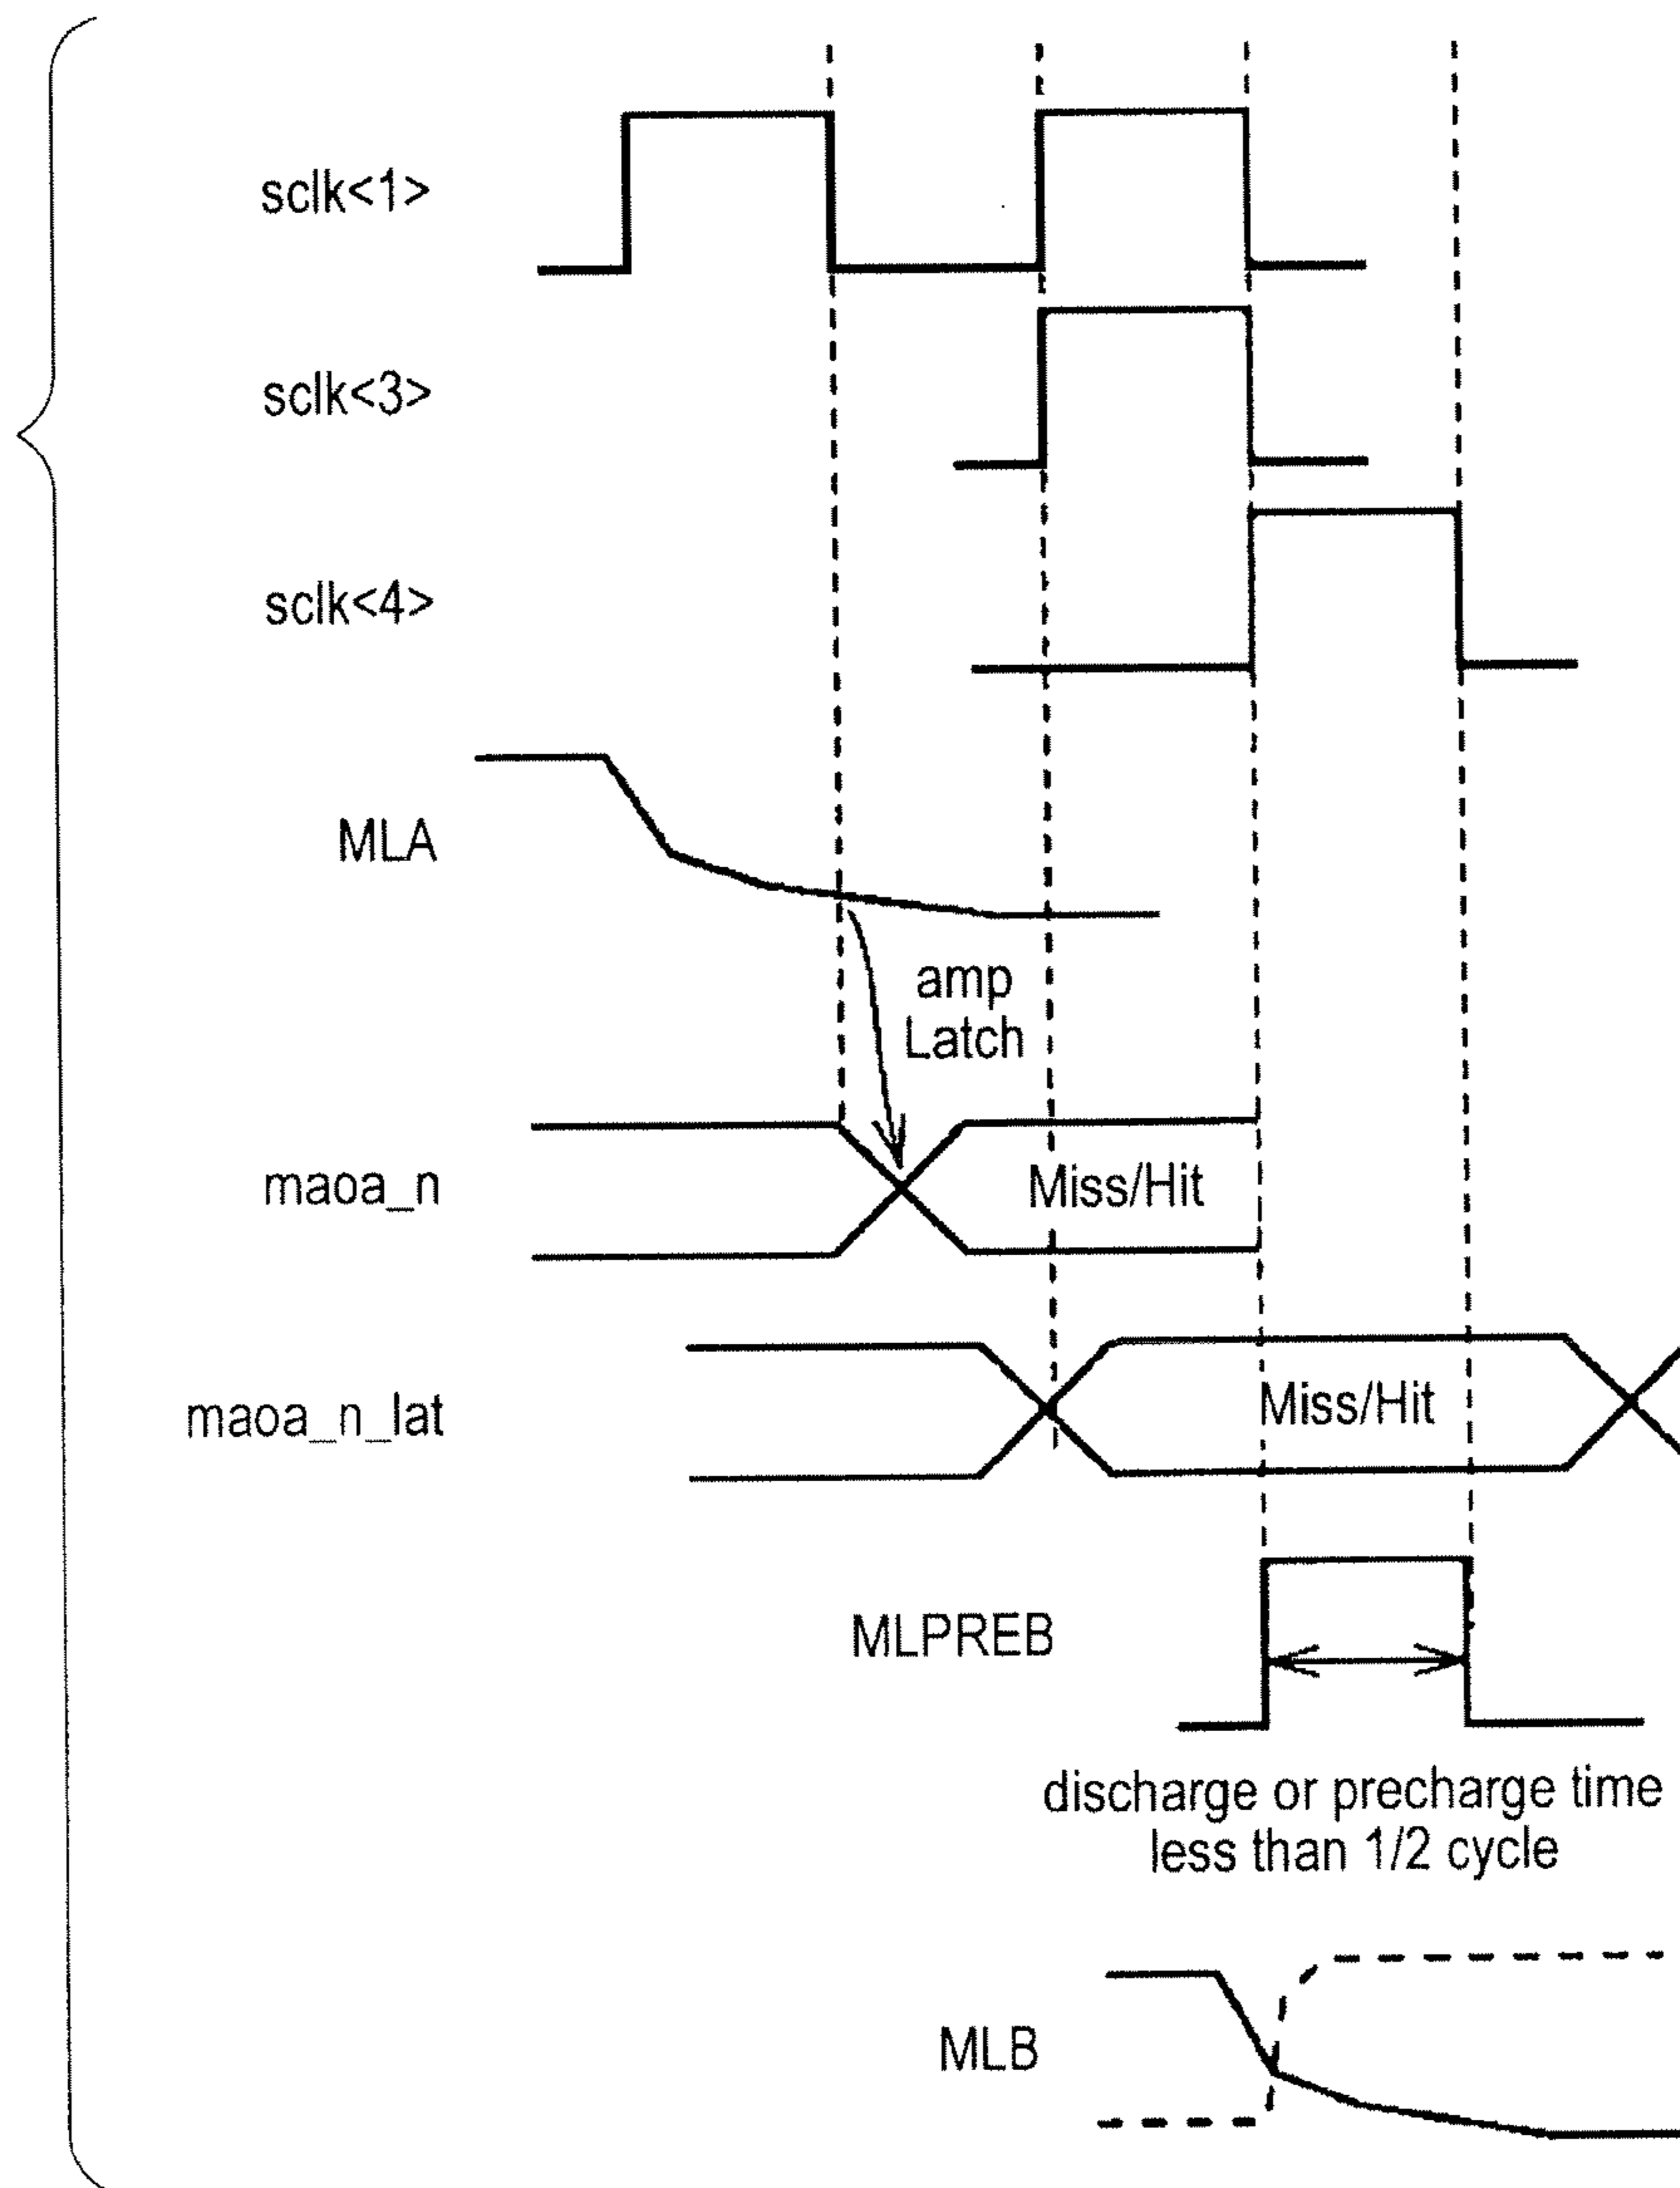 sclk<1>
sclk<3>
sclk<4>
MLA
amp
Latch
maoa_n
Miss/Hit
maoa_n_lat
Miss/Hit
MLPREB
discharge or precharge time
less than 1/2 cycle
MLB